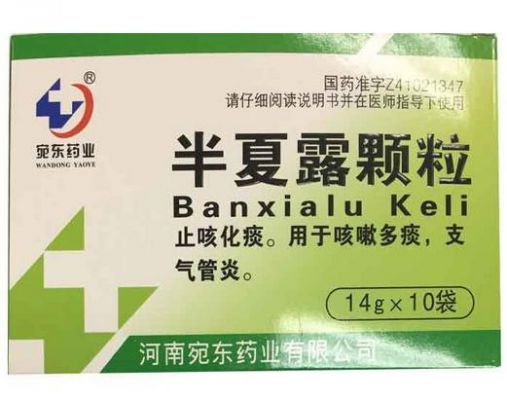 ®
宛东药业
WANDONG YAOYE
国药准字Z41021347
请仔细阅读说明书并在医师指导下使用
半夏露颗粒
Banxialu Keli
止咳化痰。用于咳嗽多痰，支
气管炎。
14g×10袋
河南宛东药业有限公司